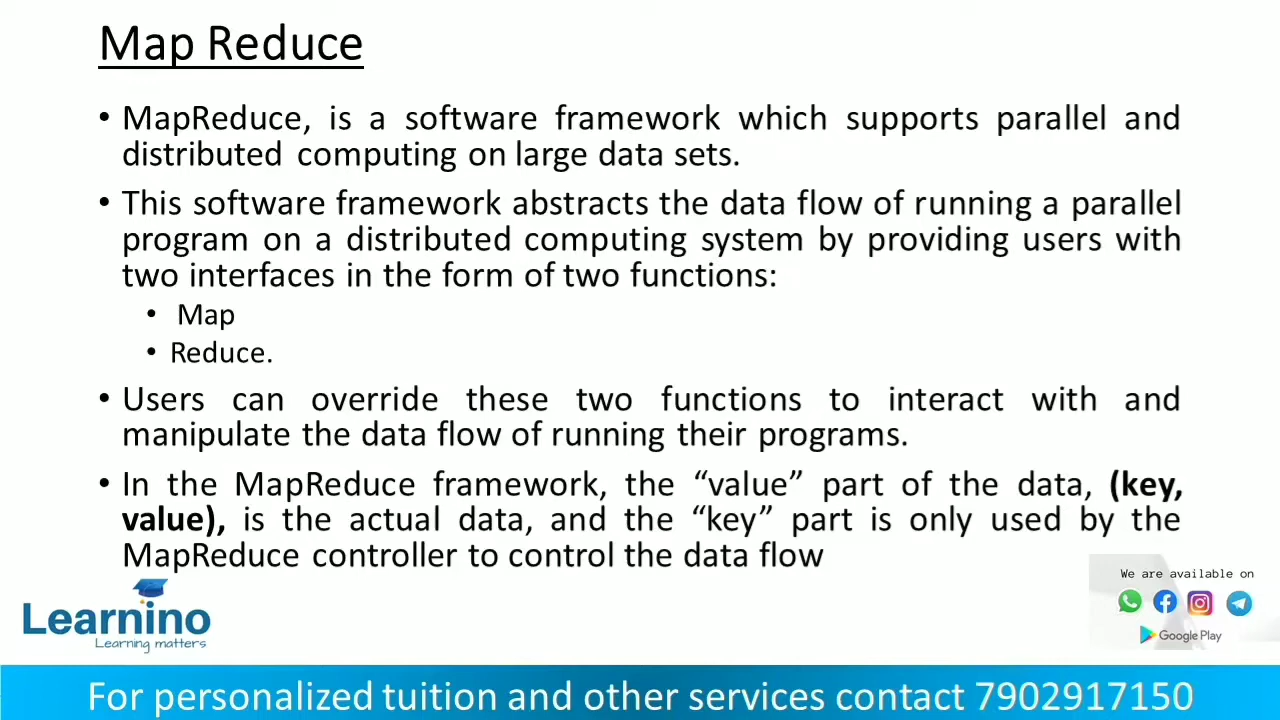 Map Reduce
• MapReduce, is a software framework which supports parallel and
distributed computing on large data sets.
• This software framework abstracts the data flow of running a parallel
program on a distributed computing system by providing users with
two interfaces in the form of two functions:
• Map
• Reduce.
• Users can override these two functions to interact with and
manipulate the data flow of running their programs.
• In the MapReduce framework, the “value” part of the data, (key,
value), is the actual data, and the “key” part is only used by the
MapReduce controller to control the data flow
We are available on
Learnino
Learning matters
Google Play
For personalized tuition and other services contact 7902917150